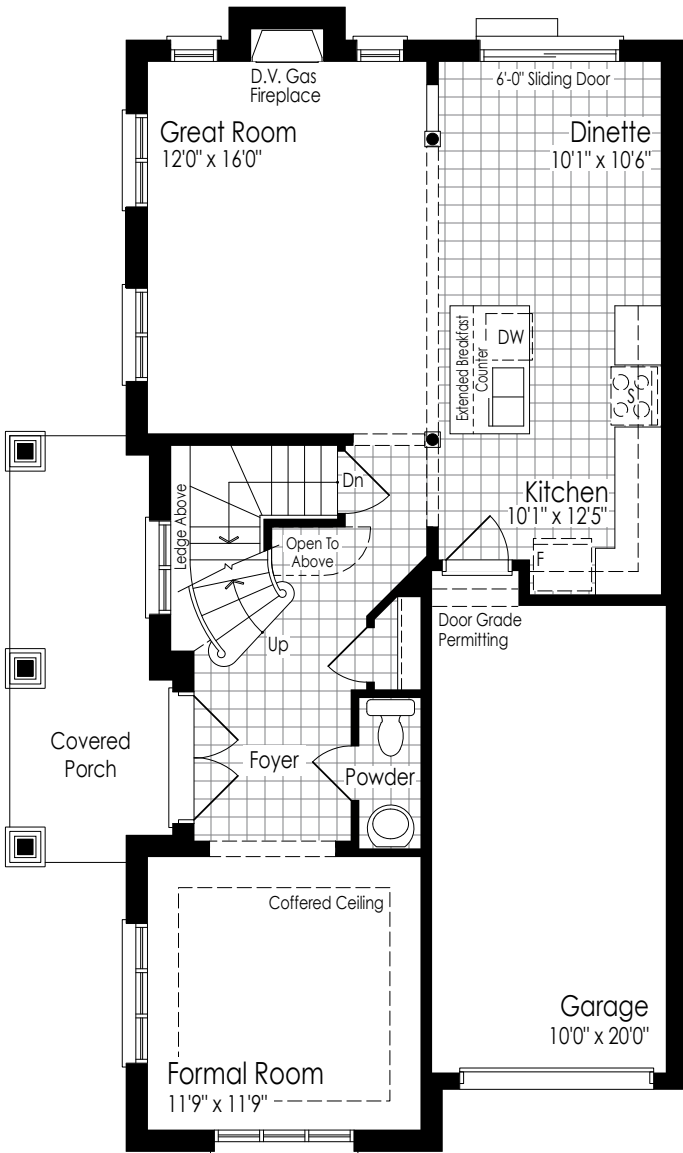 D.V. Gas
Fireplace
6'-0" Sliding Door
Great Room
12'0" x 16'0"
Dinette
10'1" x 10'6"
Extended Breakfast
Counter
DW
S
Kitchen
10'1" x 12'5"
F
Dn
Ledge Above
Open To
Above
Up
Door Grade
Permitting
Covered
Porch
Foyer
Powder
Coffered Ceiling
Garage
10'0" x 20'0"
Formal Room
11'9" x 11'9"